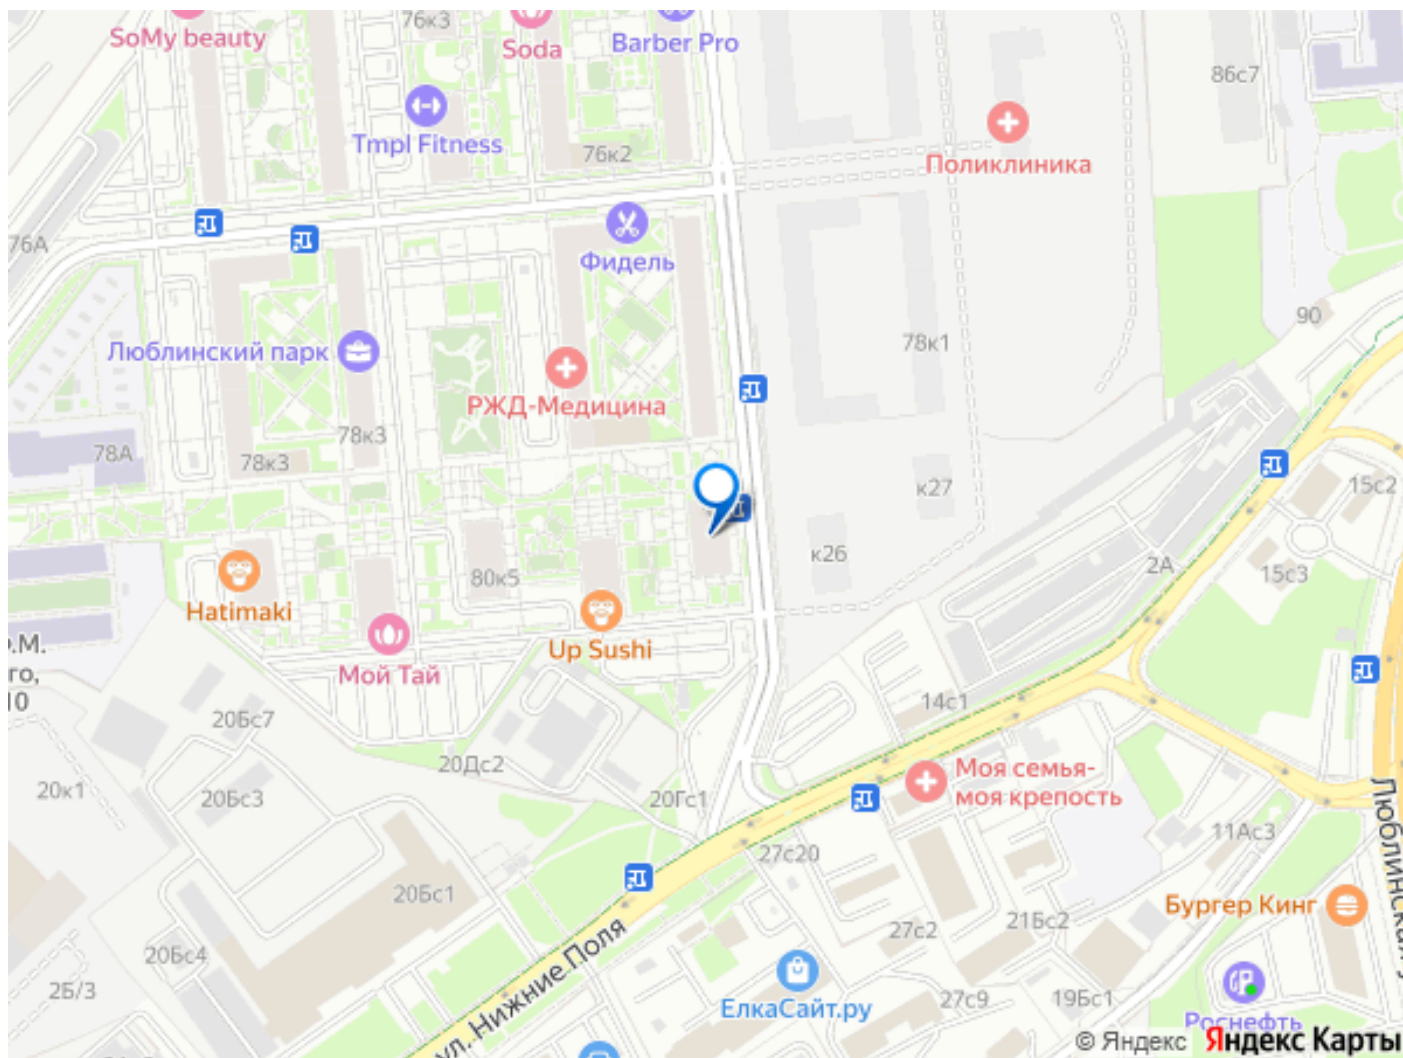 76к3
SoMy beauty
Soda
Barber Pro
86с7
Tmpl Fitness
76к2
Поликлиника
76А
Фидель
90
Люблинский парк
78к1
РЖД-Медицина
78к3
78А
78к3
к27
15с2
к26
2А
15с3
80к5
Hatimaki
Up Sushi
Мой Тай
.М.
го,
10
14с1
20Бс7
20Дс2
Моя семья-
моя крепость
20к1
20Бс3
20Гс1
11Ас3
27с20
Люблинская у
20Бс1
Бургер Кинг
21Бс2
27с2
20Бс4
ул. Нижние Поля
2Б/3
ЕлкаСайт.ру
27с9
19Бс1
Роснефть
© Яндекс Яндекс Карты